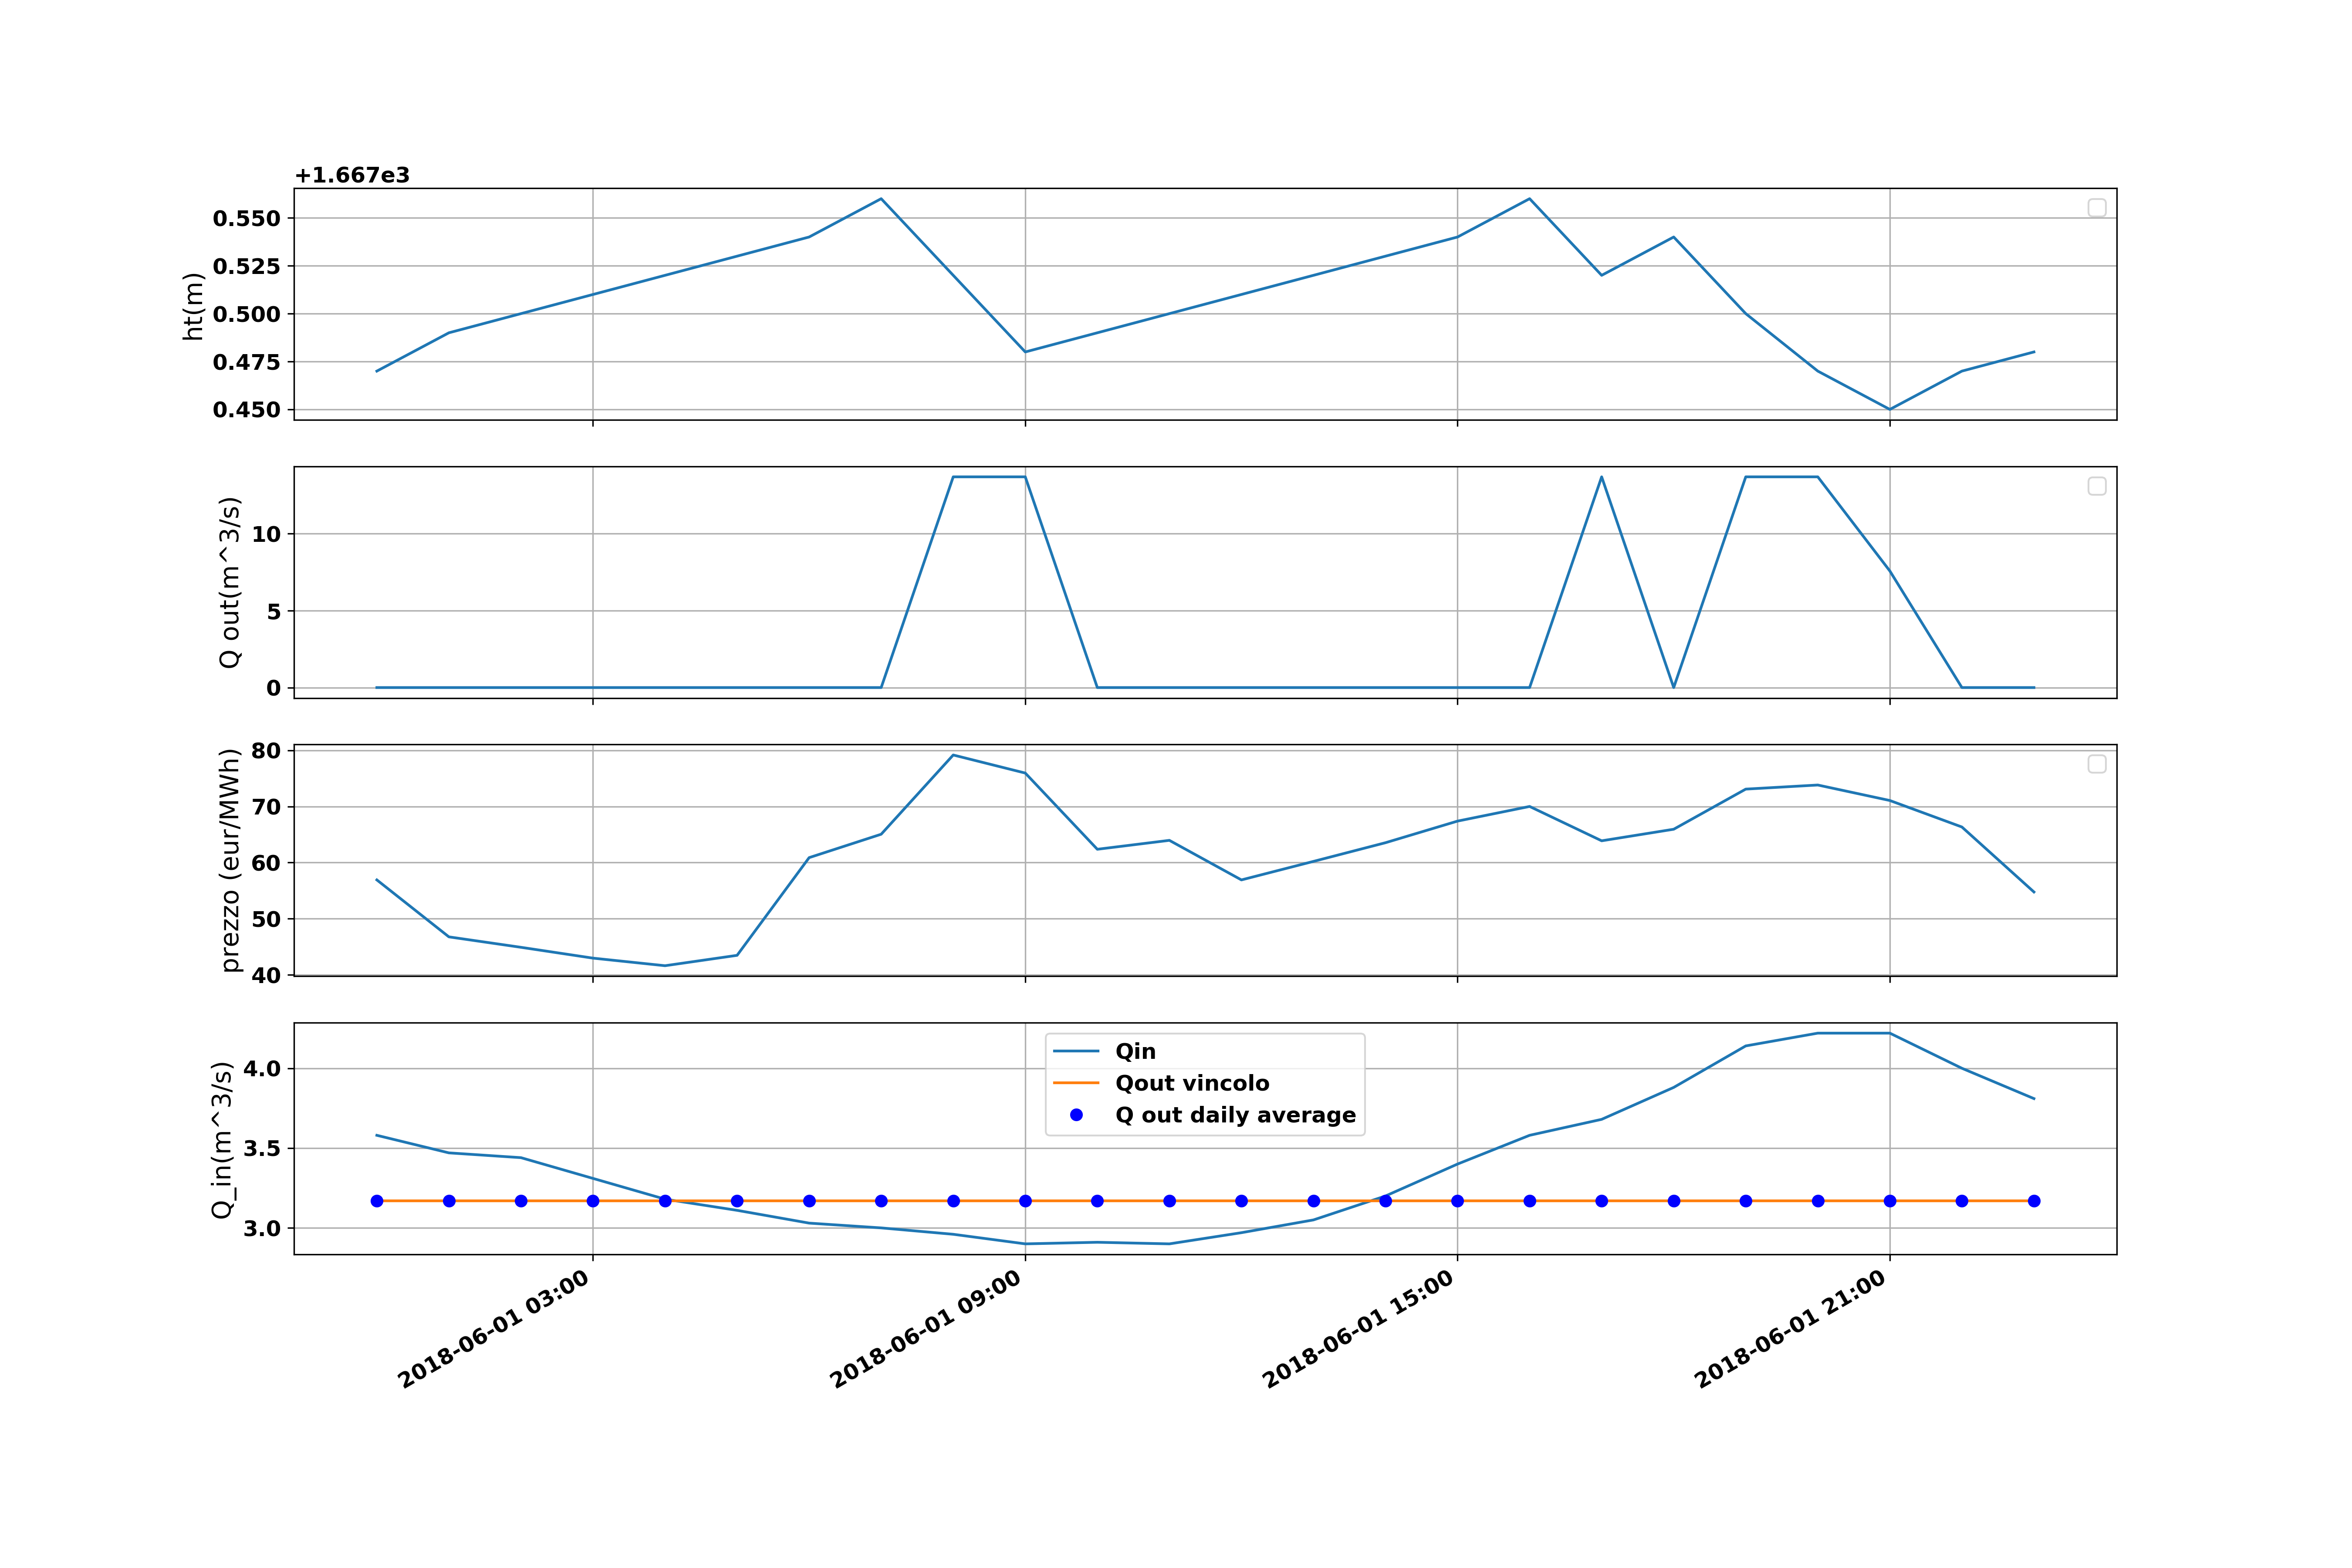 +1.667e3
0.550
0.525
0.500
0.475
0.450
ht(m)
10
5
0
Q out(m^3/s)
80
70
60
50
40
prezzo (eur/MWh)
4.0
3.5
3.0
Q_in(m^3/s)
Qin
Qout vincolo
Q out daily average
2018-06-01 03:00
2018-06-01 09:00
2018-06-01 15:00
2018-06-01 21:00